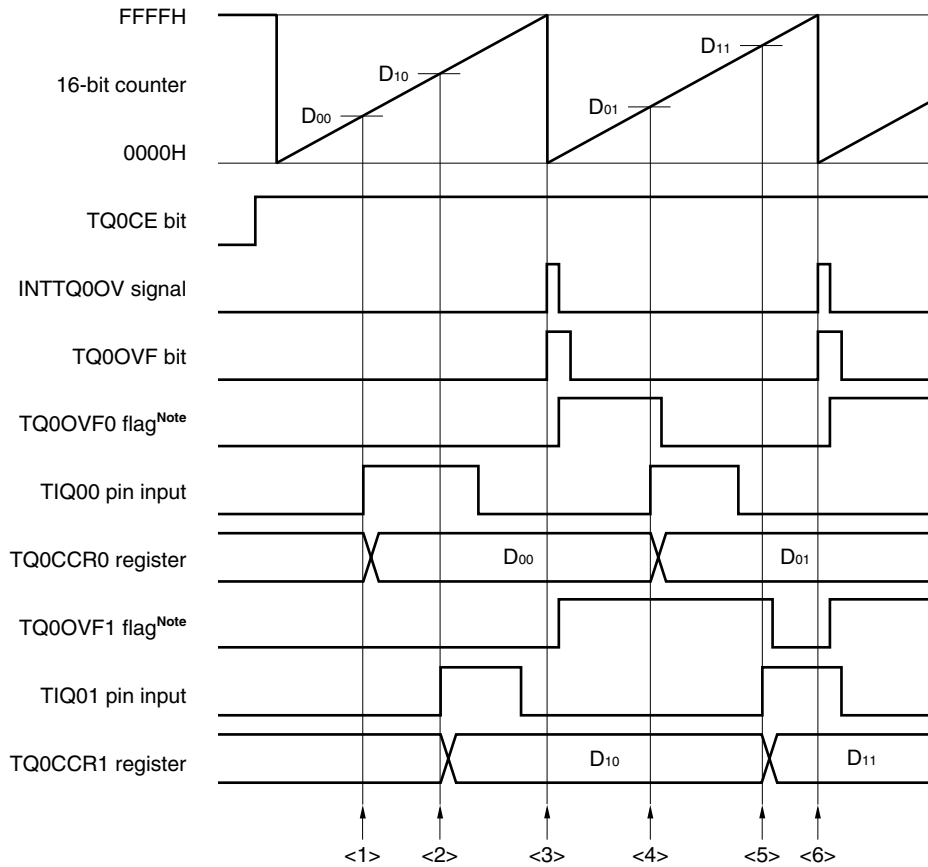 FFFFH
D11
D10
16-bit counter
D01
D00
0000H
TQ0CE bit
INTTQ0OV signal
TQ0OVF bit
TQ0OVF0 flagNote
TIQ00 pin input
TQ0CCR0 register
D00
D01
TQ0OVF1 flagNote
TIQ01 pin input
TQ0CCR1 register
D10
D11
<1> <2> <3> <4> <5> <6>